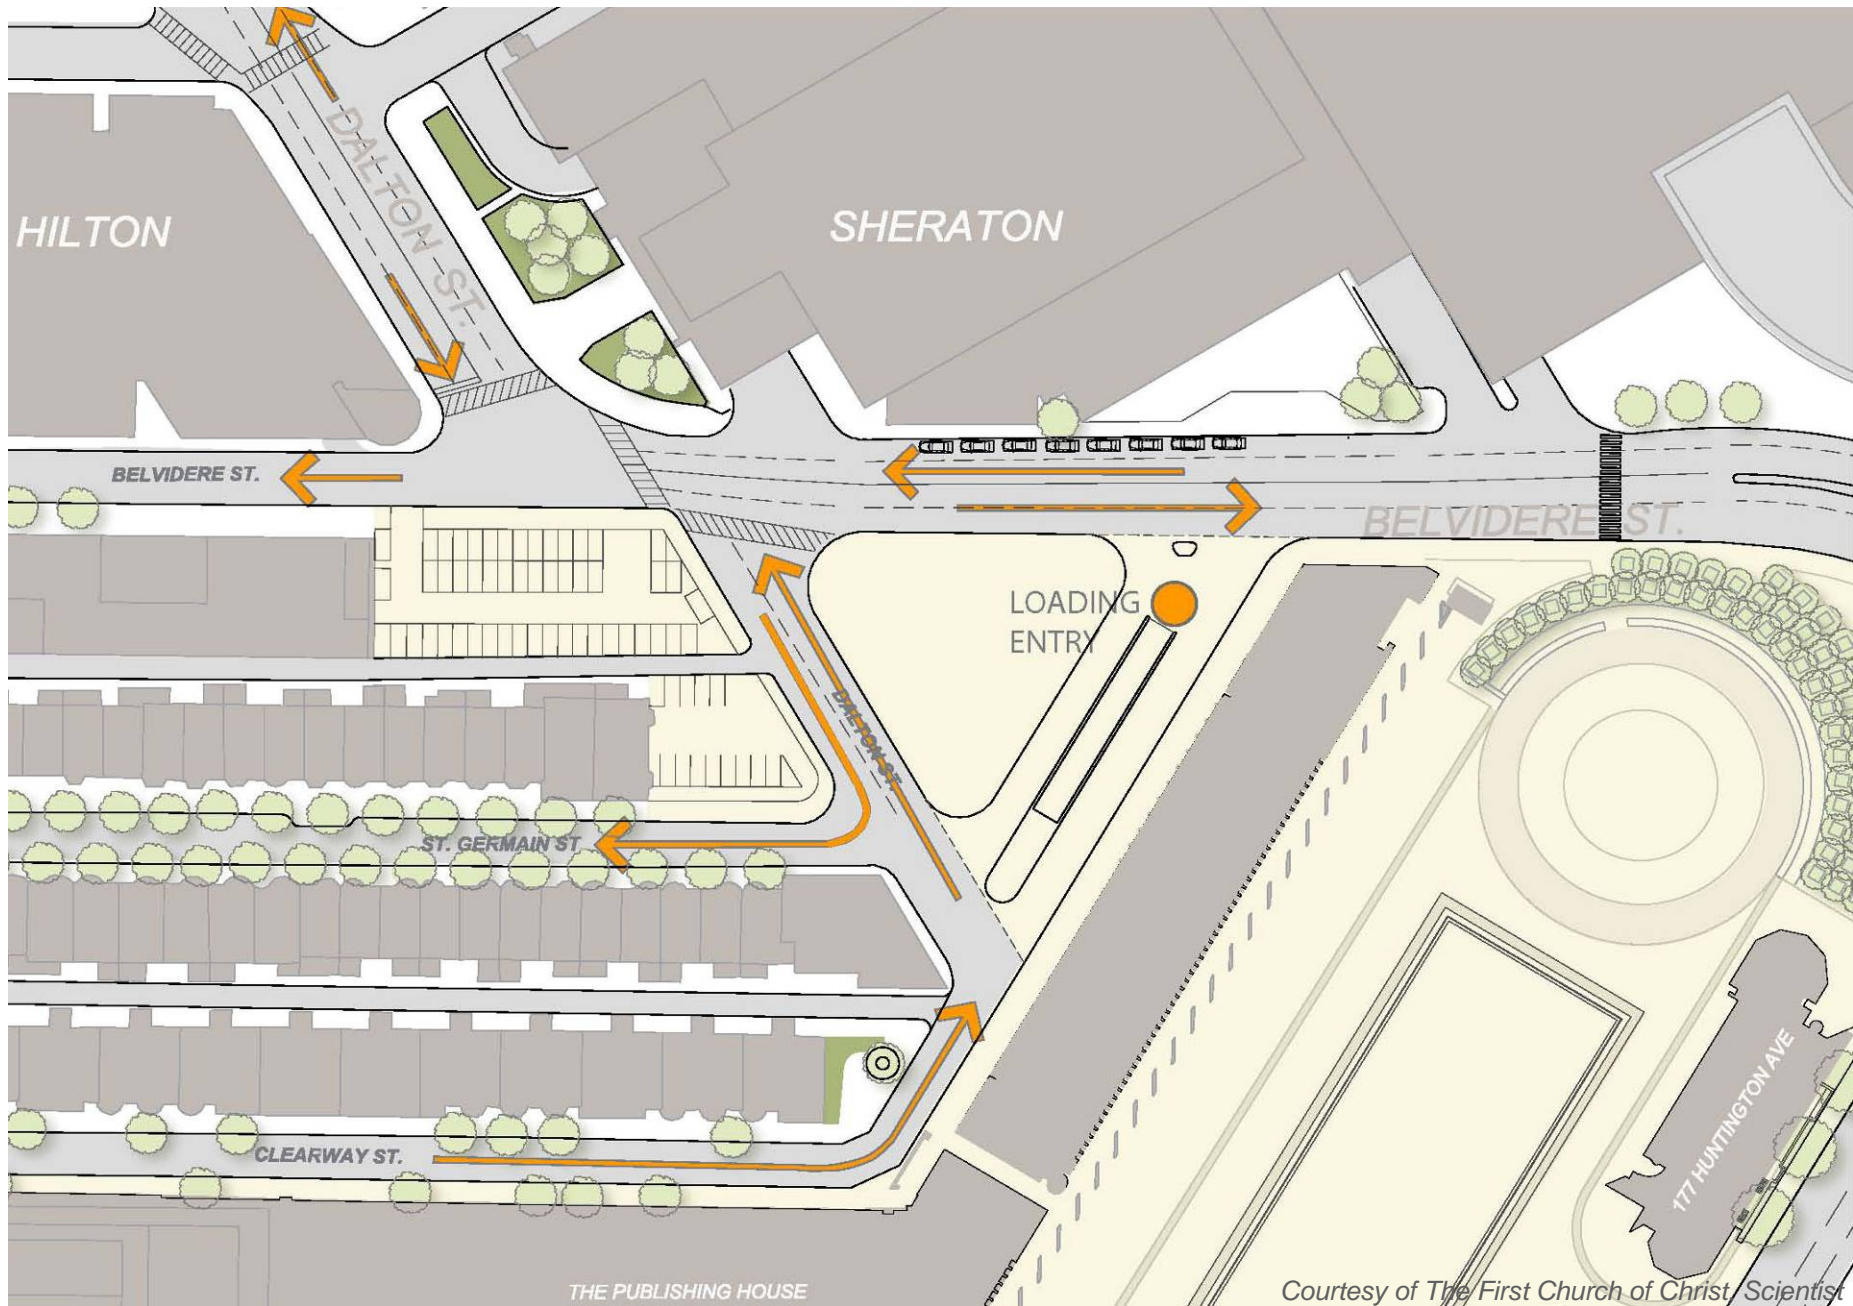 DALTON ST.
HILTON
SHERATON
BELVIDERE ST.
BELVIDERE ST.
LOADING
ENTRY
DALTON ST.
ST. GERMAIN ST
CLEARWAY ST.
177 HUNTINGTON AVE
THE PUBLISHING HOUSE
Courtesy of The First Church of Christ, Scientist